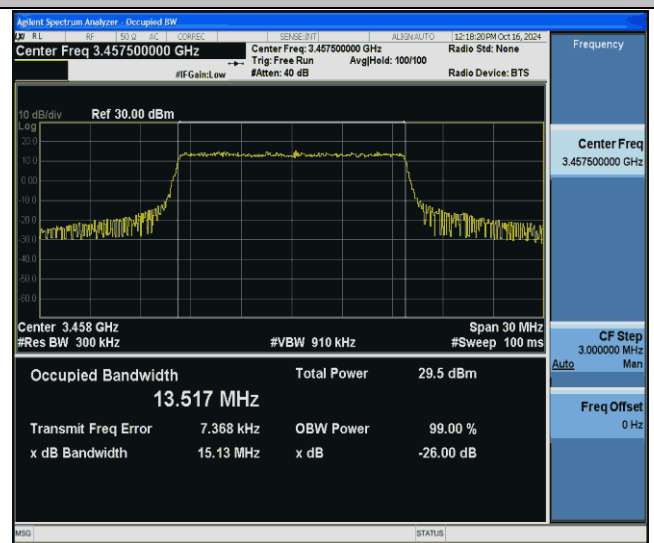 Agilent Spectrum Analyzer - Occupied BW
RL RF 50 Ω AC CORREC SENSE:INT ALIGN AUTO 12:18:20 PM Oct 16, 2024
Center Freq 3.457500000 GHz
Center Freq: 3.457500000 GHz Radio Std: None
Trig: Free Run Avg|Hold: 100/100
#IFGain:Low #Atten: 40 dB Radio Device: BTS
Frequency
10 dB/div Ref 30.00 dBm
Log
20.0
10.0
0.00
-10.0
-20.0
-30.0
-40.0
-50.0
-60.0
Center 3.458 GHz Span 30 MHz
#Res BW 300 kHz #VBW 910 kHz #Sweep 100 ms
Occupied Bandwidth Total Power 29.5 dBm
13.517 MHz
Transmit Freq Error 7.368 kHz OBW Power 99.00 %
x dB Bandwidth 15.13 MHz x dB -26.00 dB
Center Freq
3.457500000 GHz
CF Step
3.000000 MHz
Auto Man
Freq Offset
0 Hz
MSG STATUS